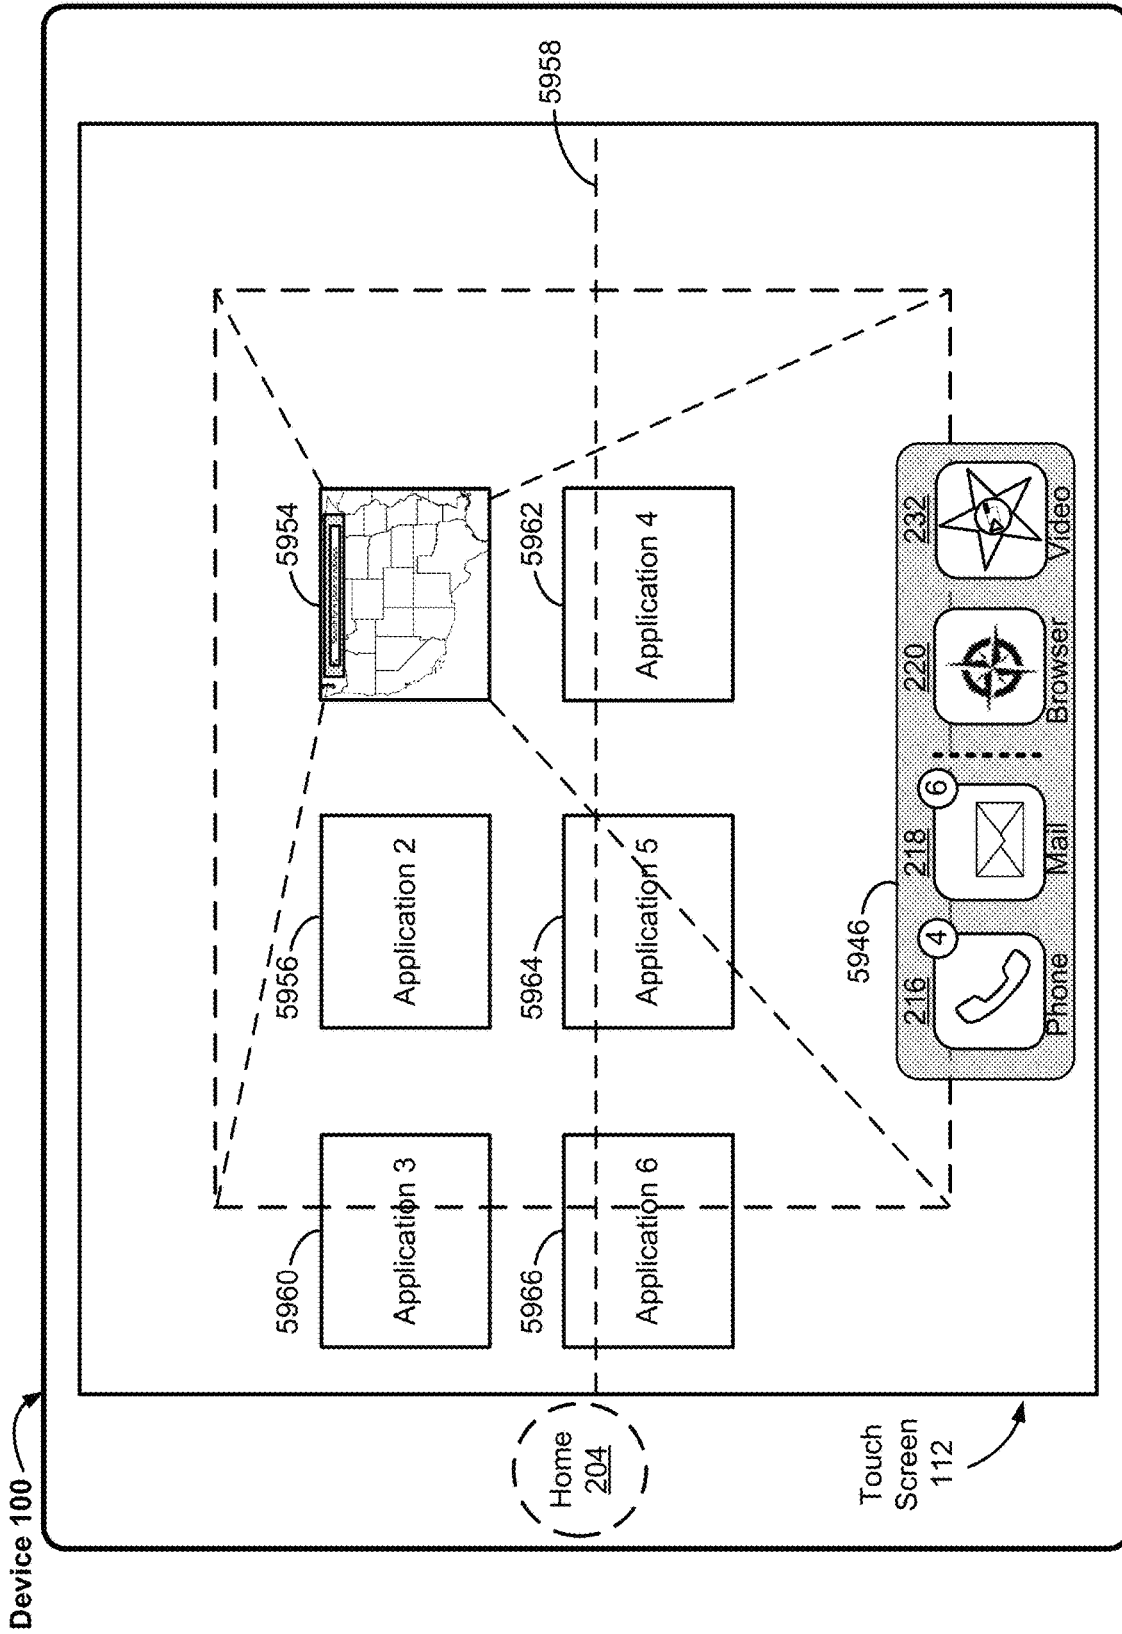 Device 100
5960
5956
5954
Application 3
Application 2
5966
5964
5962
5958
Home
204
Application 6
Application 5
Application 4
Touch
Screen
112
5946
216
218
220
232
4
6
Phone
Mail
Browser
Video